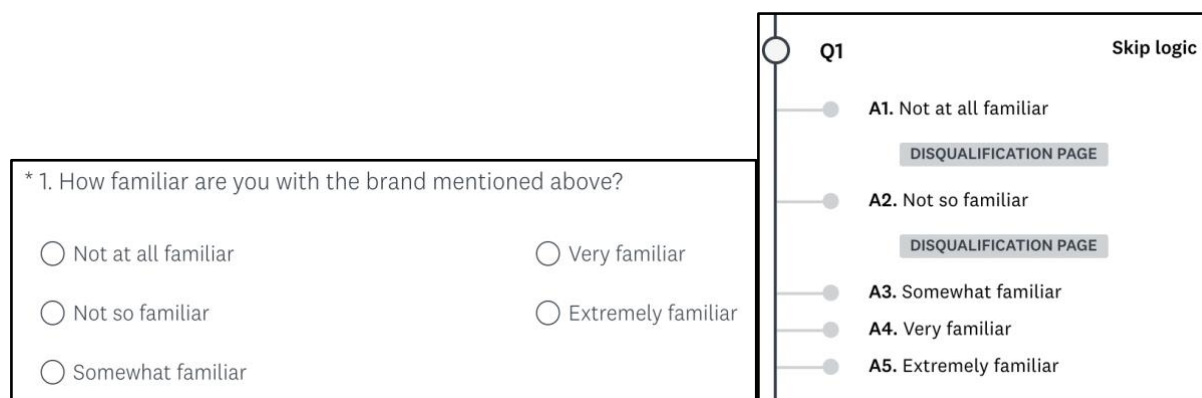 * 1. How familiar are you with the brand mentioned above?
Not at all familiar
Very familiar
Not so familiar
Extremely familiar
Somewhat familiar
Q1
Skip logic
A1. Not at all familiar
DISQUALIFICATION PAGE
A2. Not so familiar
DISQUALIFICATION PAGE
A3. Somewhat familiar
A4. Very familiar
A5. Extremely familiar